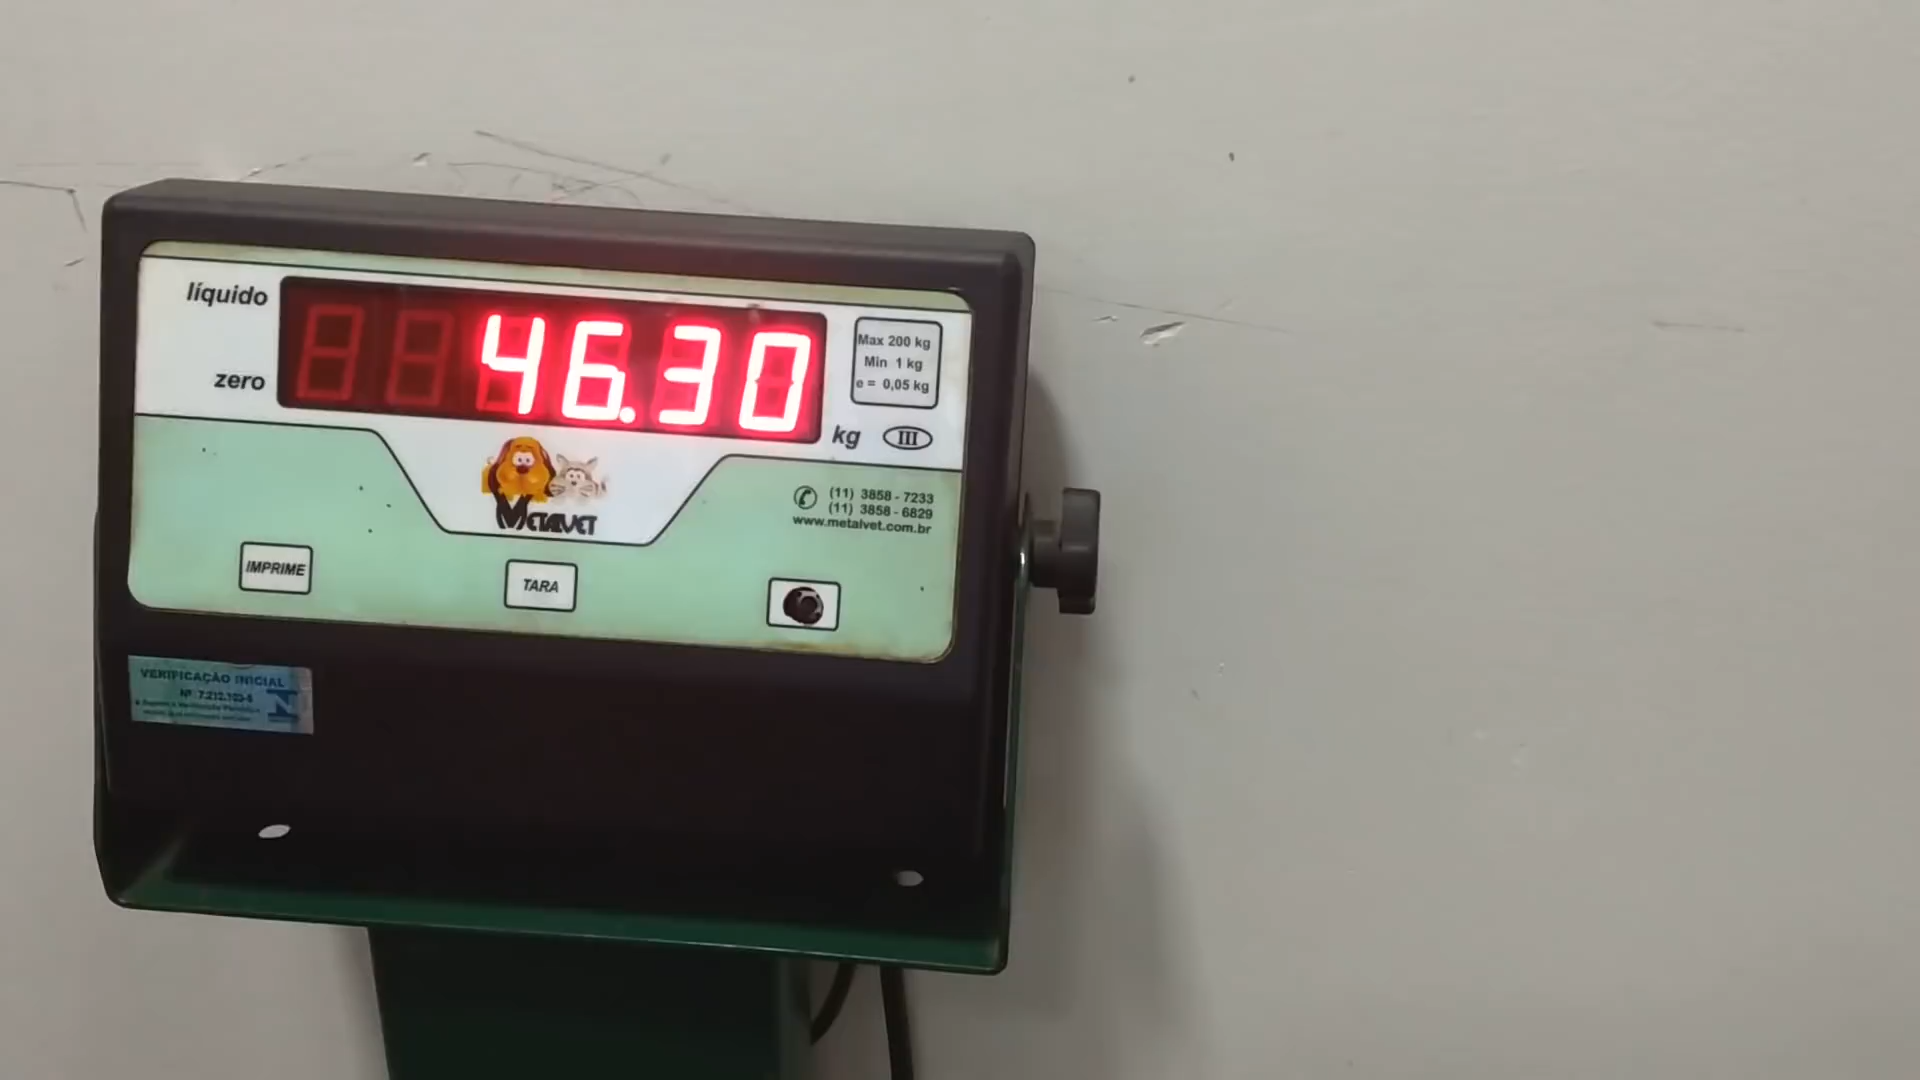 líquido
zero
46.30
Max 200 kg
Min 1 kg
e = 0,05 kg
kg
III
METALVET
(11) 3858 - 7233
(11) 3858 - 6829
www.metalvet.com.br
IMPRIME
TARA
VERIFICAÇÃO INICIAL